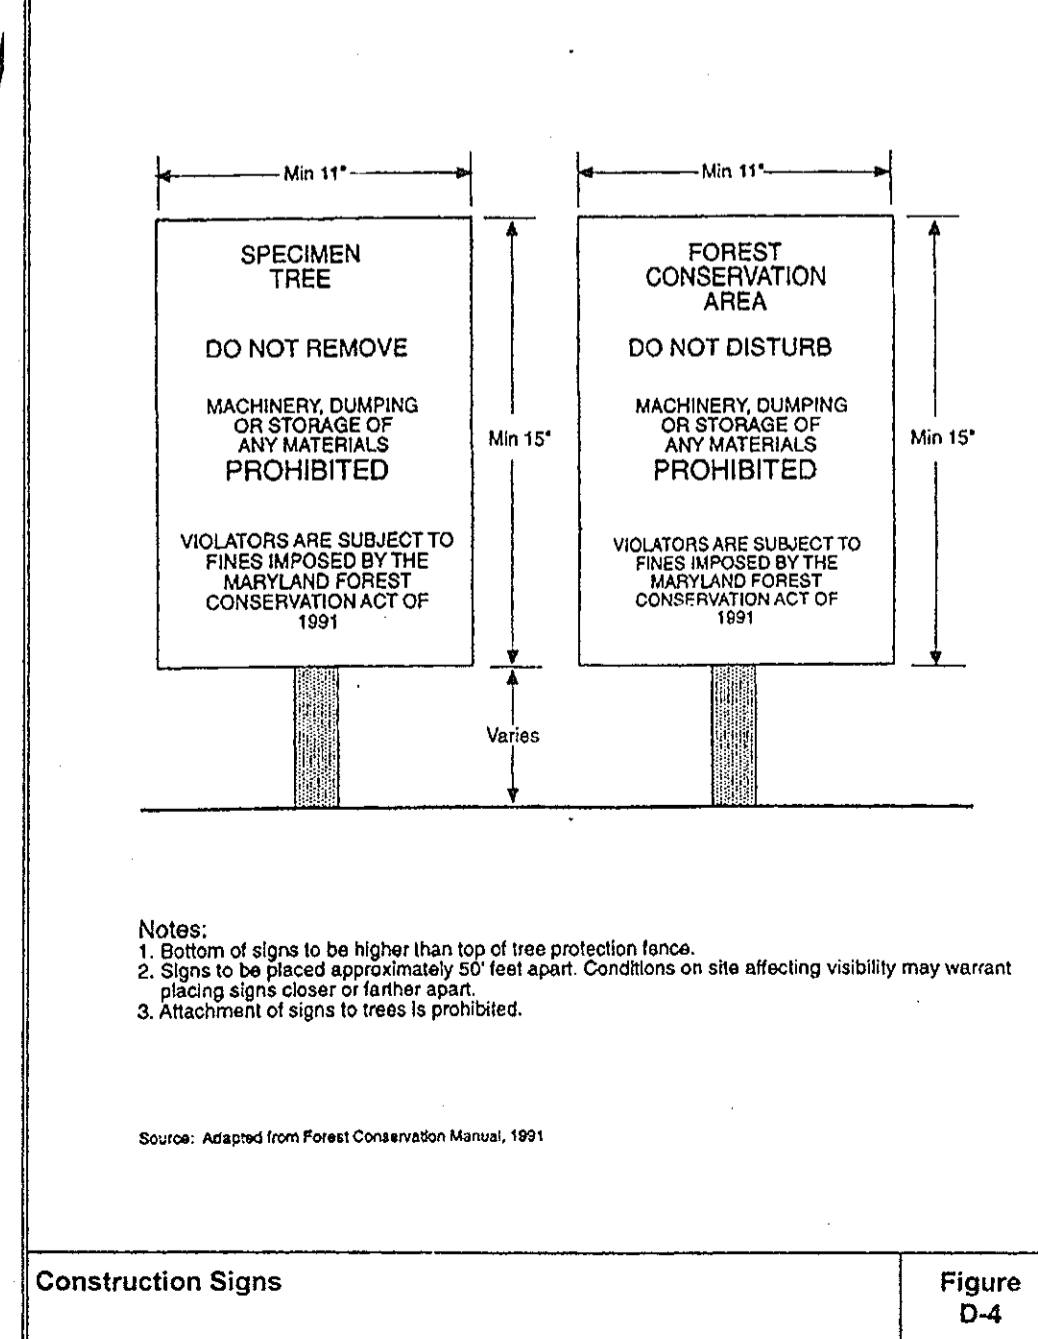 Min 11"
Min 11"
SPECIMEN
TREE
DO NOT REMOVE
MACHINERY, DUMPING
OR STORAGE OF
ANY MATERIALS
PROHIBITED
VIOLATORS ARE SUBJECT TO
FINES IMPOSED BY THE
MARYLAND FOREST
CONSERVATION ACT OF
1991
Min 15"
FOREST
CONSERVATION
AREA
DO NOT DISTURB
MACHINERY, DUMPING
OR STORAGE OF
ANY MATERIALS
PROHIBITED
VIOLATORS ARE SUBJECT TO
FINES IMPOSED BY THE
MARYLAND FOREST
CONSERVATION ACT OF
1991
Min 15"
Varies
Notes:
1. Bottom of signs to be higher than top of tree protection fence.
2. Signs to be placed approximately 50' feet apart. Conditions on site affecting visibility may warrant
placing signs closer or farther apart.
3. Attachment of signs to trees is prohibited.
Source: Adapted from Forest Conservation Manual, 1991
Construction Signs
Figure
D-4